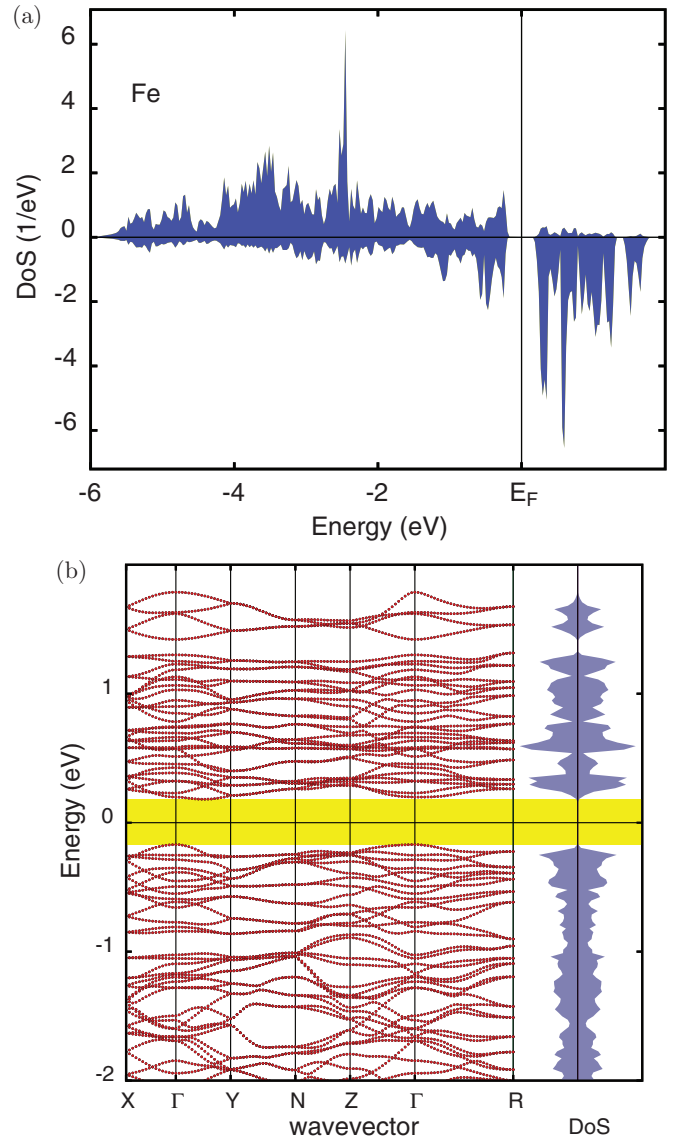 (a)
6
4
2
0
-2
-4
-6
DoS (1/eV)
Fe
-6 -4 -2 E_F
Energy (eV)
(b)
1
0
-1
-2
Energy (eV)
X Γ Y N Z Γ R DoS
wavevector